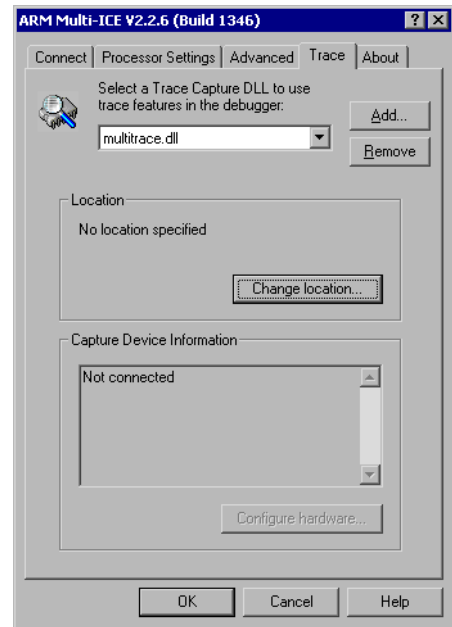 ARM Multi-ICE V2.2.6 (Build 1346)
Connect Processor Settings Advanced Trace About
Select a Trace Capture DLL to use
trace features in the debugger:
multitrace.dll
Add...
Remove
Location
No location specified
Change location...
Capture Device Information
Not connected
Configure hardware...
OK Cancel Help